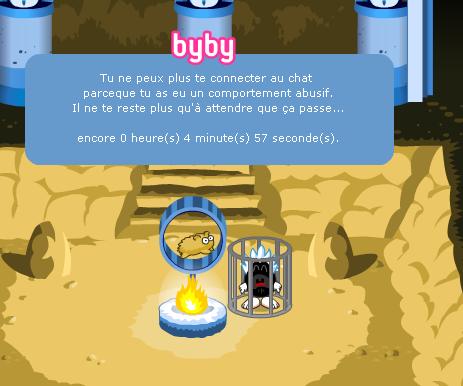 byby
Tu ne peux plus te connecter au chat
parceque tu as eu un comportement abusif.
Il ne te reste plus qu'à attendre que ça passe...
encore 0 heure(s) 4 minute(s) 57 seconde(s).